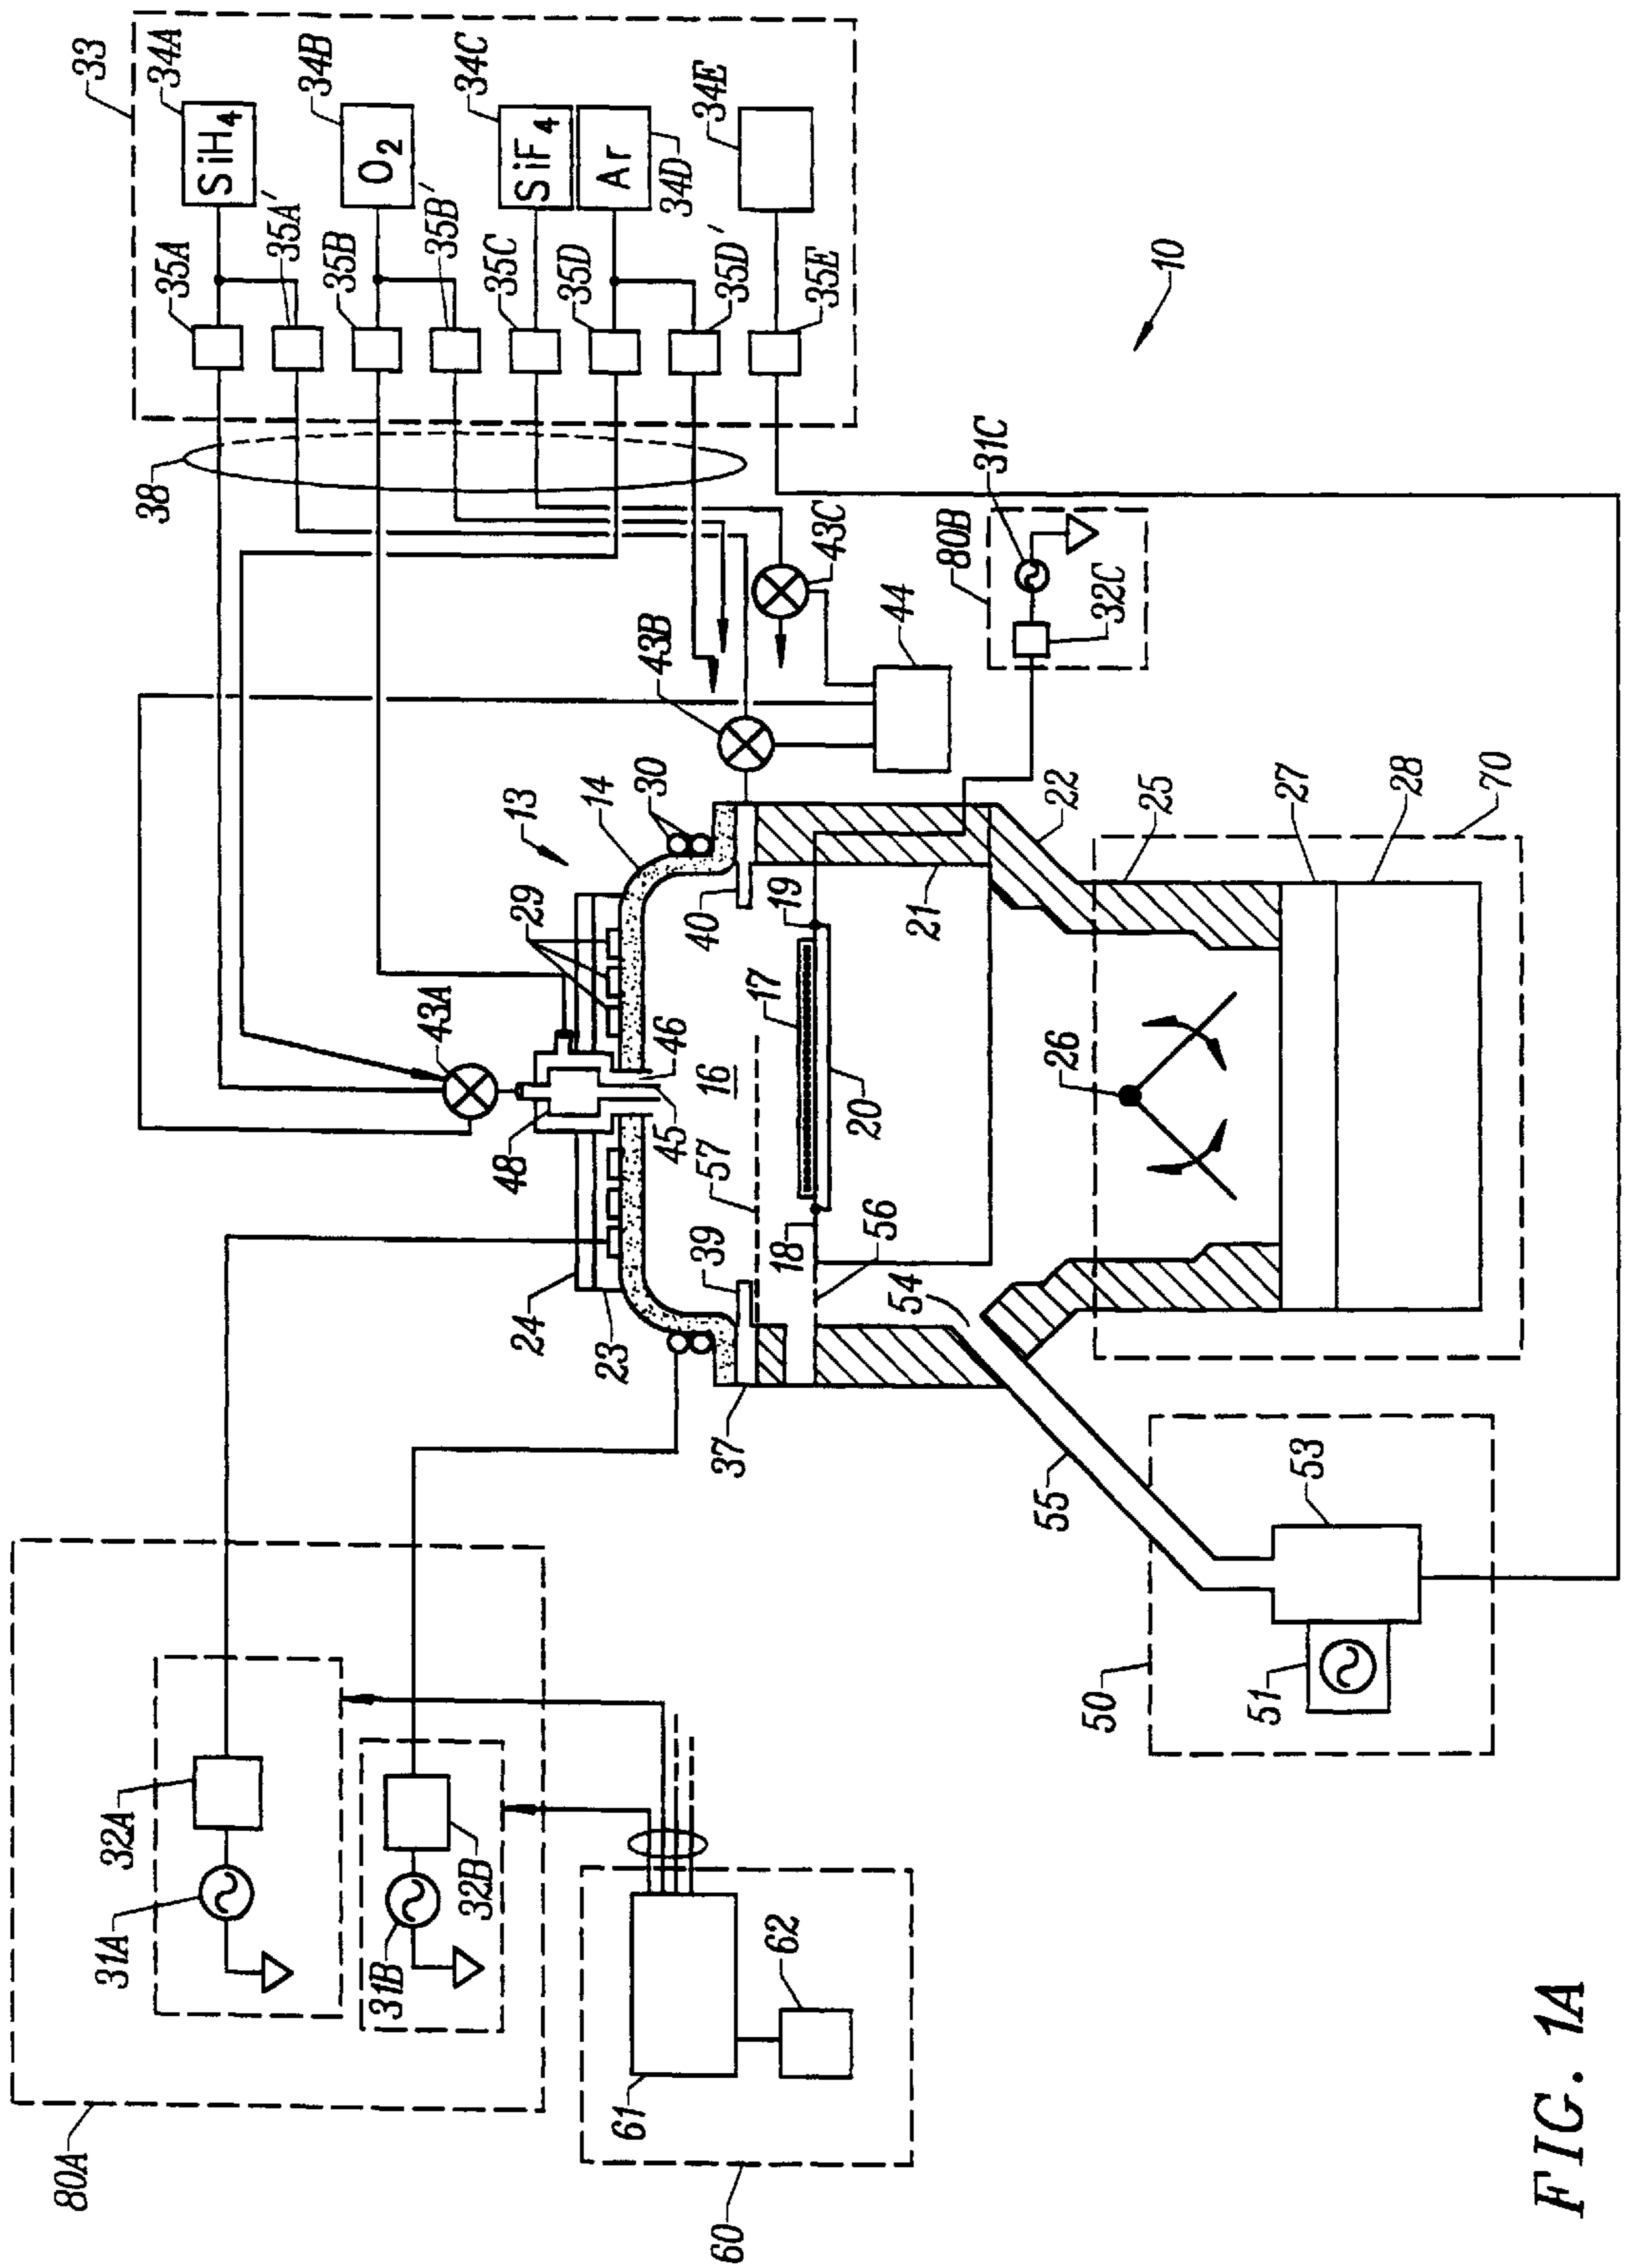 80A
33
31A
32A
38
35A
34A
SiH4
35A'
34B
35B
O2
31B
43A
35B'
32B
34C
35C
48
13
24
SiF4
29
35D
14
23
Ar
61
43B
30
45
34D
46
40
34E
39
57
16
60
37
35D'
17
62
18
19
35E
43C
20
56
44
54
21
80B
31C
55
26
22
50
32C
25
10
51
27
53
28
70
FIG. 1A